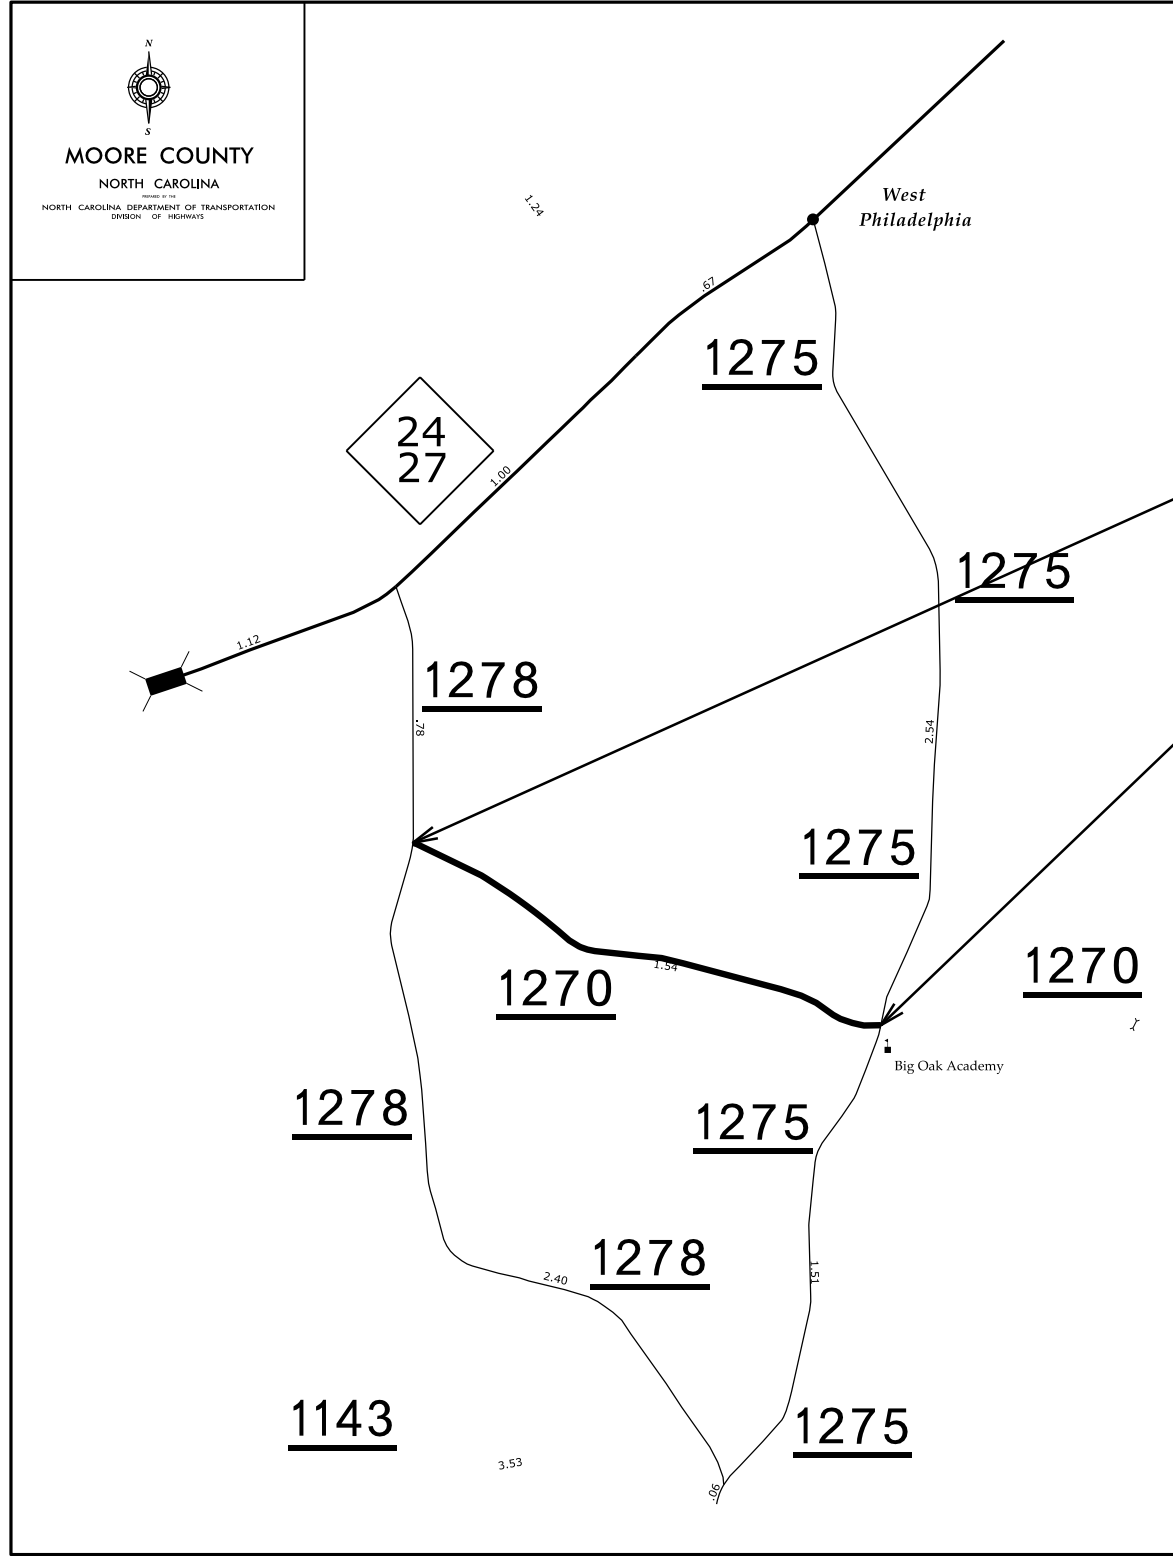 N
S
MOORE COUNTY
NORTH CAROLINA
PREPARED BY THE
NORTH CAROLINA DEPARTMENT OF TRANSPORTATION
DIVISION OF HIGHWAYS
1.24
West
Philadelphia
.67
1275
24
27
1.00
1275
1.12
1278
.78
2.54
1275
1270
1.54
1270
1
Big Oak Academy
1278
1275
1278
2.40
1.51
1143
1275
3.53
.06